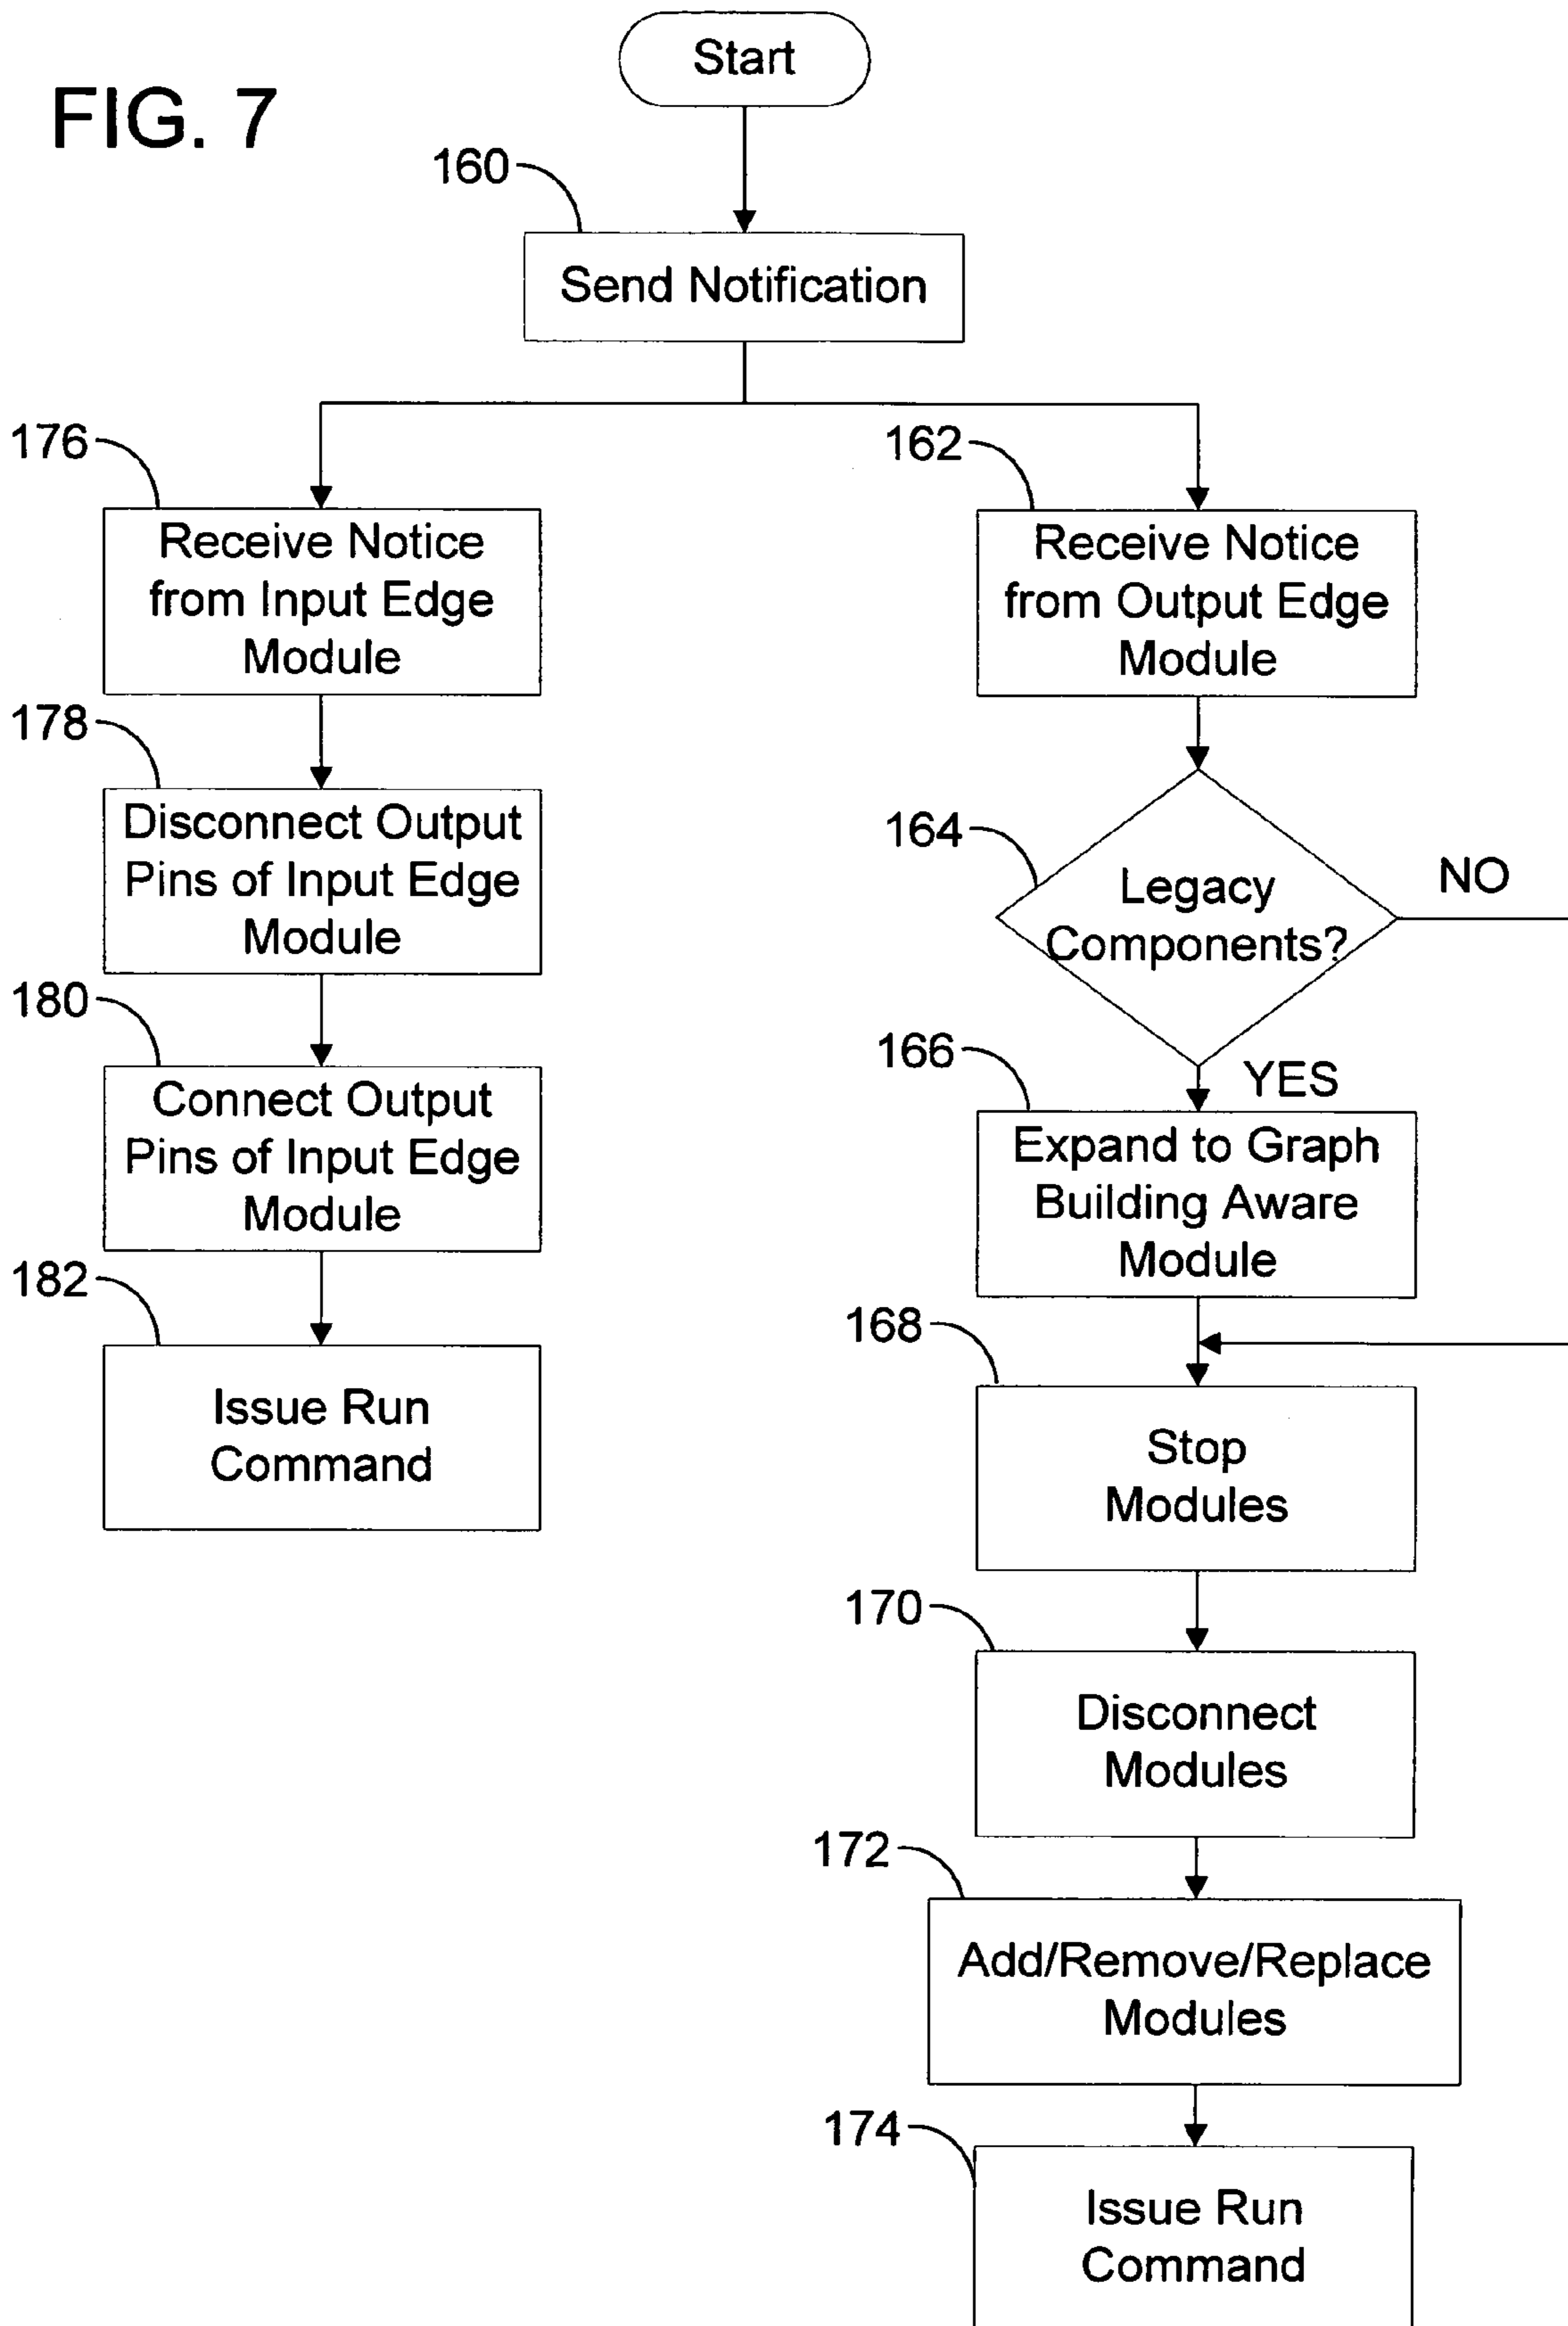 FIG. 7
Start
160
Send Notification
176
Receive Notice
from Input Edge
Module
162
Receive Notice
from Output Edge
Module
178
Disconnect Output
Pins of Input Edge
Module
164
Legacy
Components?
NO
180
Connect Output
Pins of Input Edge
Module
166
YES
Expand to Graph
Building Aware
Module
182
Issue Run
Command
168
Stop
Modules
170
Disconnect
Modules
172
Add/Remove/Replace
Modules
174
Issue Run
Command